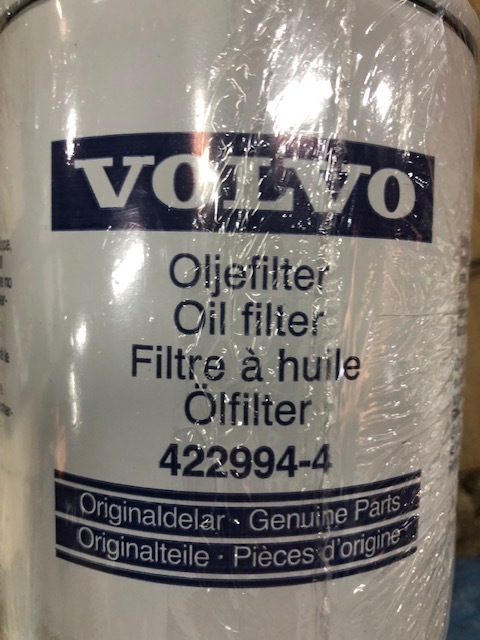 VOLVO
Oljefilter
Oil filter
Filtre à huile
Ölfilter
422994-4
Originaldelar · Genuine Parts
Originalteile · Pièces d'origine